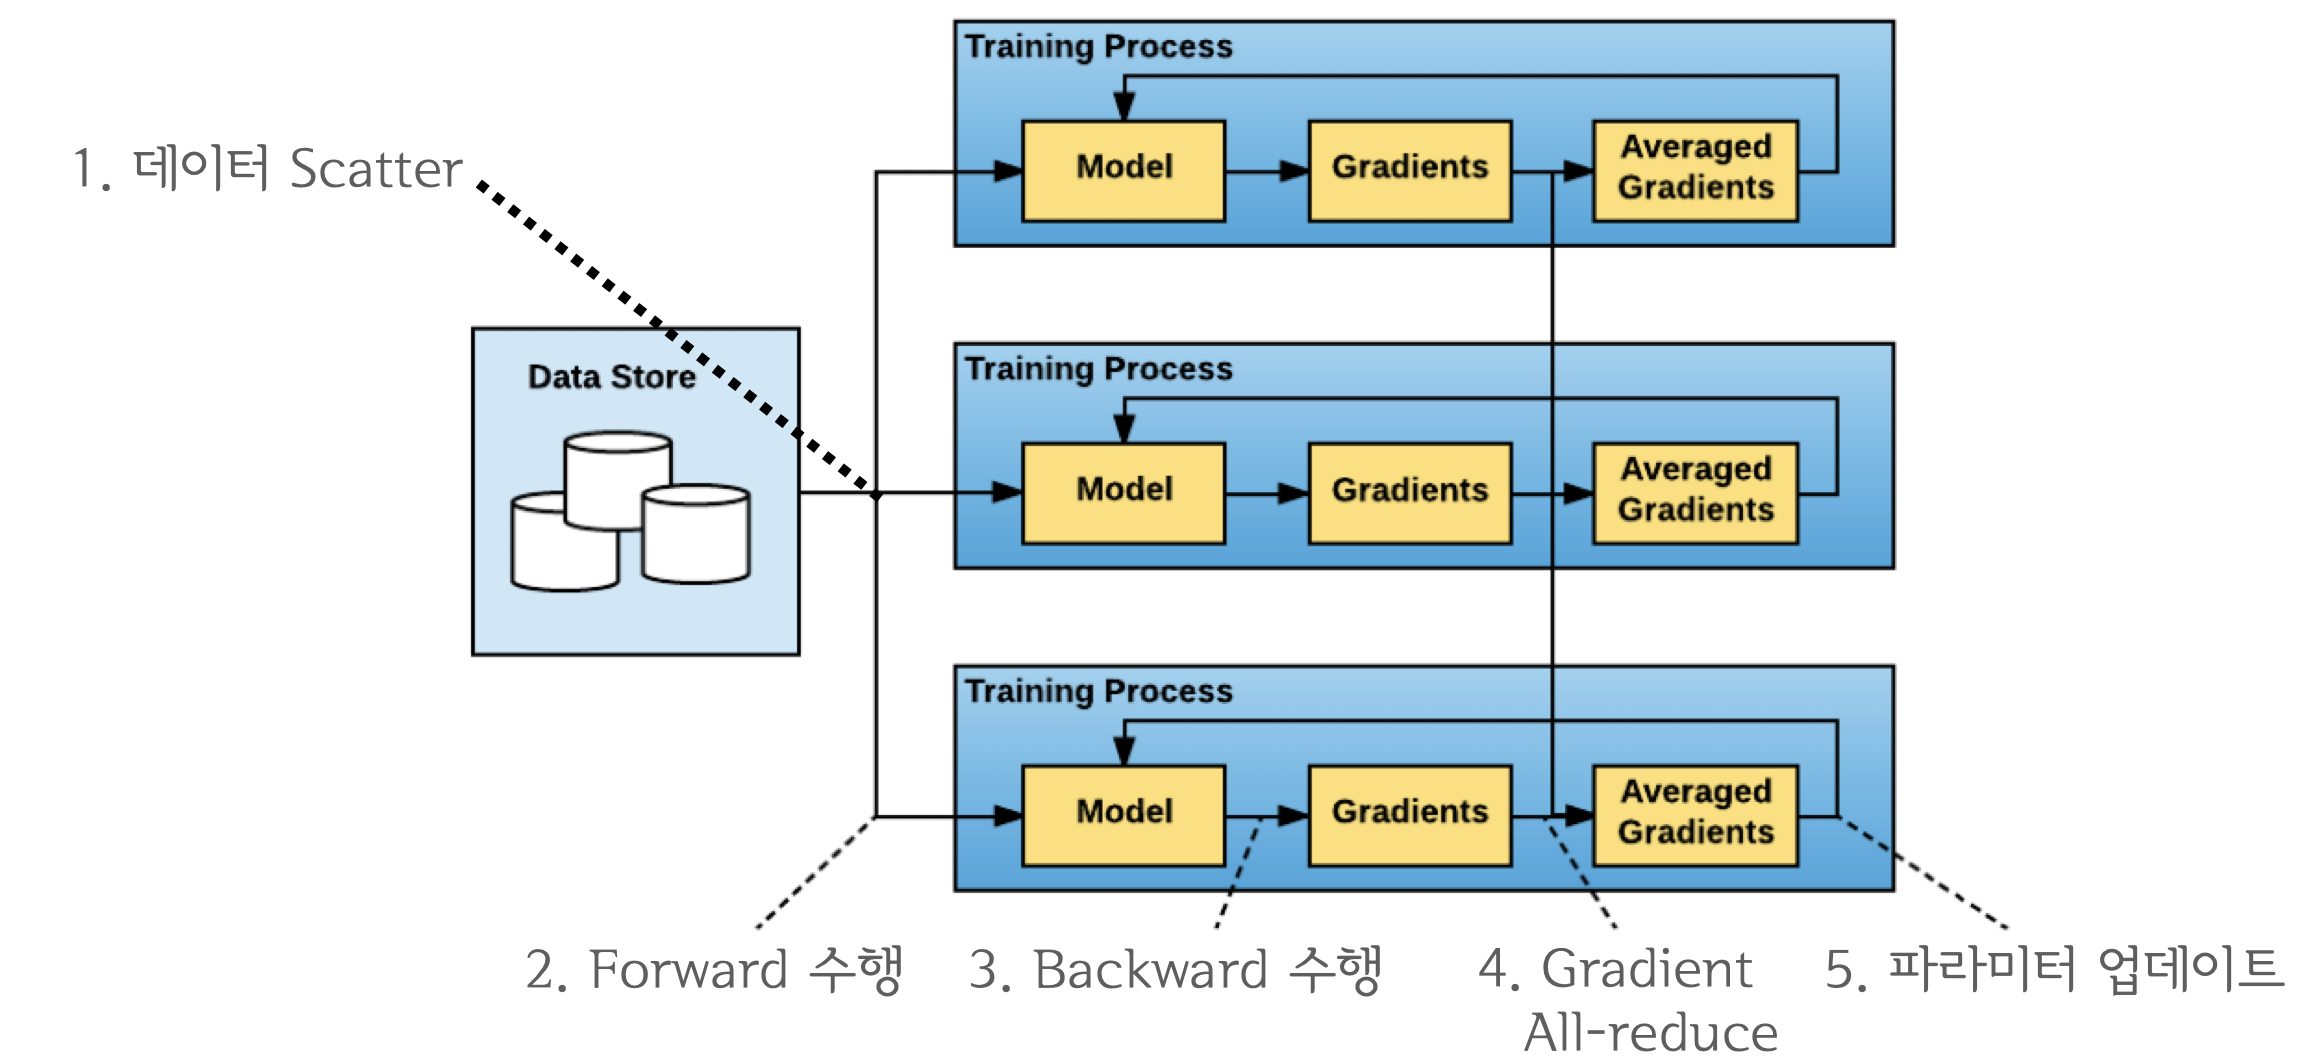 Training Process
1. 데이터 Scatter
Model
Gradients
Averaged
Gradients
Data Store
Training Process
Model
Gradients
Averaged
Gradients
Training Process
Model
Gradients
Averaged
Gradients
2. Forward 수행
3. Backward 수행
4. Gradient
All-reduce
5. 파라미터 업데이트